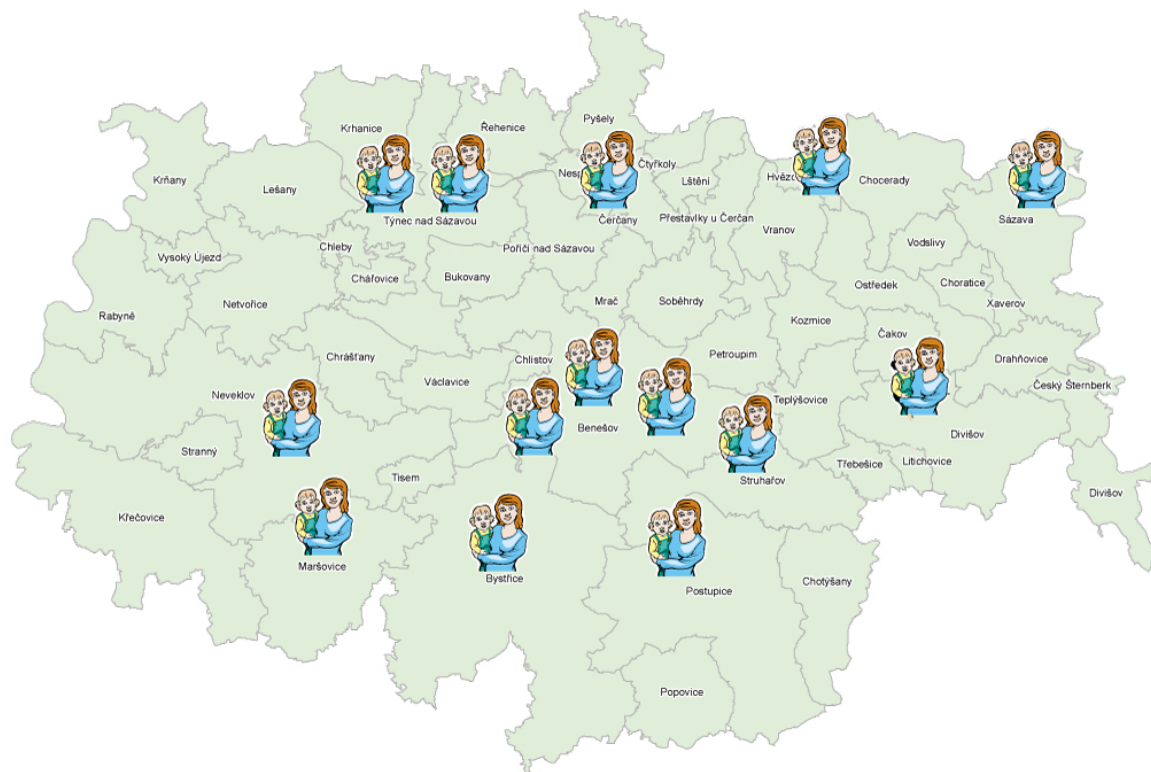 Pyšely
Krhanice
Řehenice
Čtyřkoly
Nesp
Lštění
Hvězd
Chocerady
Krňany
Lešany
Sázava
Týnec nad Sázavou
Čerčany
Přestavlky u Čerčan
Vranov
Vodslivy
Chleby
Poříčí nad Sázavou
Vysoký Újezd
Chářovice
Bukovany
Ostředek
Choratice
Xaverov
Netvořice
Mrač
Soběhrdy
Rabyně
Kozmice
Čakov
Chrášťany
Chlistov
Petroupim
Drahňovice
Václavice
Teplýšovice
Český Šternberk
Neveklov
Benešov
Divišov
Stranný
Tisem
Struhařov
Třebešice
Litichovice
Divišov
Křečovice
Maršovice
Bystřice
Postupice
Chotýšany
Popovice